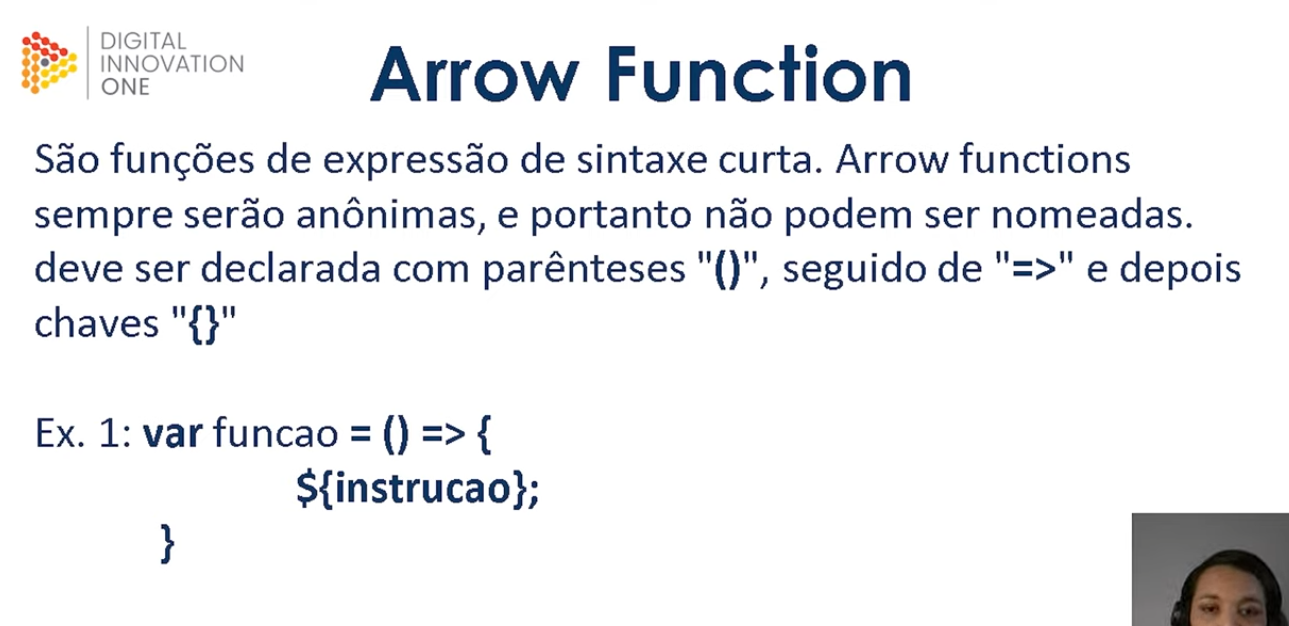 DIGITAL
INNOVATION
ONE
Arrow Function
São funções de expressão de sintaxe curta. Arrow functions
sempre serão anônimas, e portanto não podem ser nomeadas.
deve ser declarada com parênteses "()", seguido de "=>" e depois
chaves "{}"
Ex. 1: var funcao = () => {
${instrucao};
}